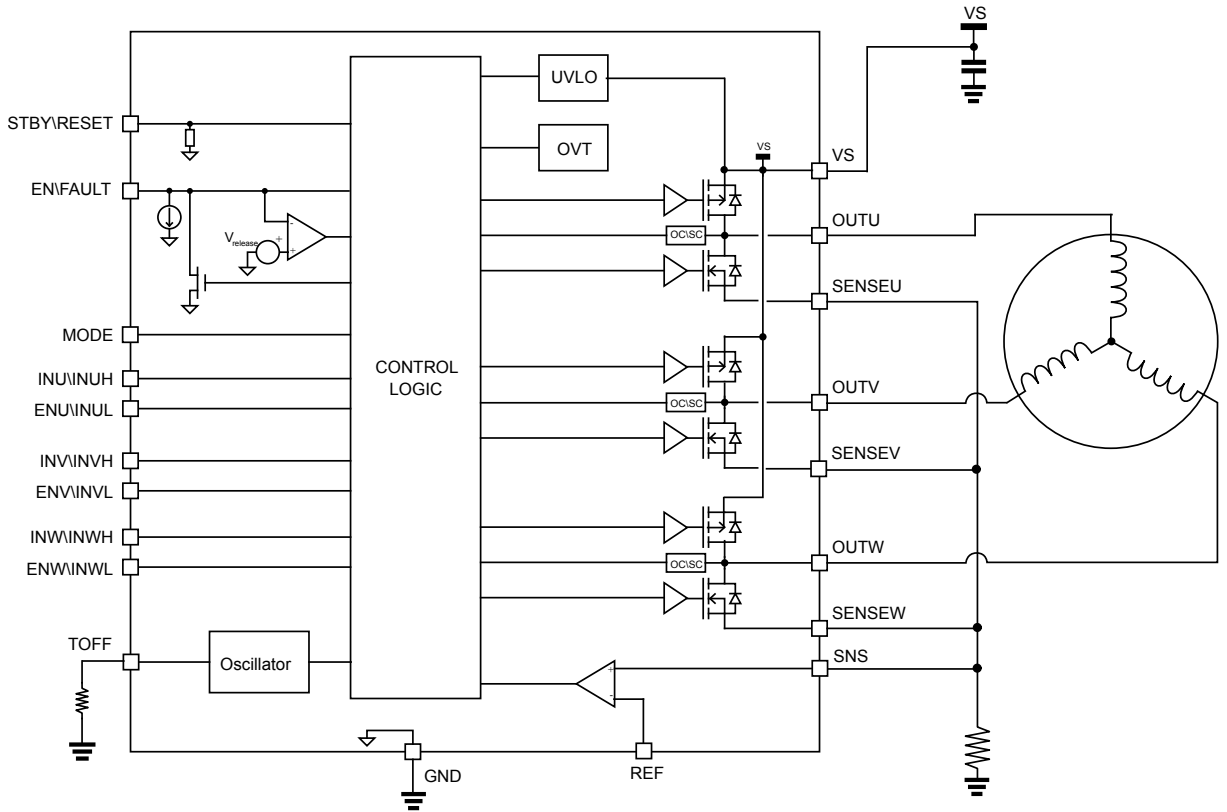 VS
UVLO
STBY\RESET
OVT
VS
VS
EN\FAULT
OUTU
OC\SC
Vrelease
+
-
+
SENSEU
MODE
CONTROL
LOGIC
INU\INUH
OUTV
OC\SC
ENU\INUL
SENSEV
INV\INVH
ENV\INVL
INW\INWH
OUTW
OC\SC
ENW\INWL
SENSEW
TOFF
Oscillator
SNS
+
-
GND
REF